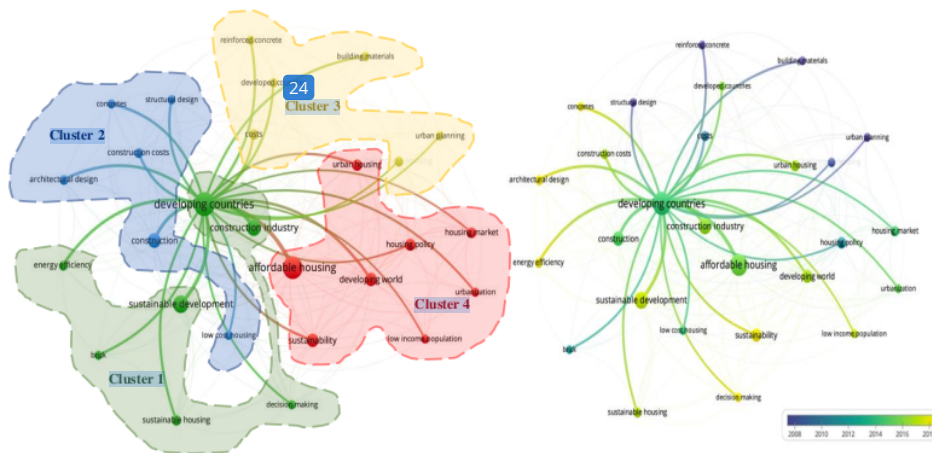 reinforced concrete
building materials
developed countries
24
Cluster 3
concretes
structural design
Cluster 2
costs
urban planning
construction costs
urban housing
architectural design
developing countries
construction industry
construction
housing market
housing policy
energy efficiency
affordable housing
developing world
urbanization
sustainable development
Cluster 4
low cost housing
sustainability
low income population
brick
Cluster 1
decision making
sustainable housing
reinforced concrete
building materials
developed countries
concretes
structural design
costs
urban planning
construction costs
urban housing
architectural design
developing countries
construction industry
construction
housing market
housing policy
energy efficiency
affordable housing
developing world
urbanization
sustainable development
low cost housing
sustainability
low income population
brick
decision making
sustainable housing
2008 2010 2012 2014 2016